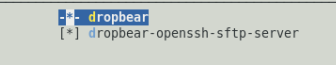 -*- dropbear
[*] dropbear-openssh-sftp-server